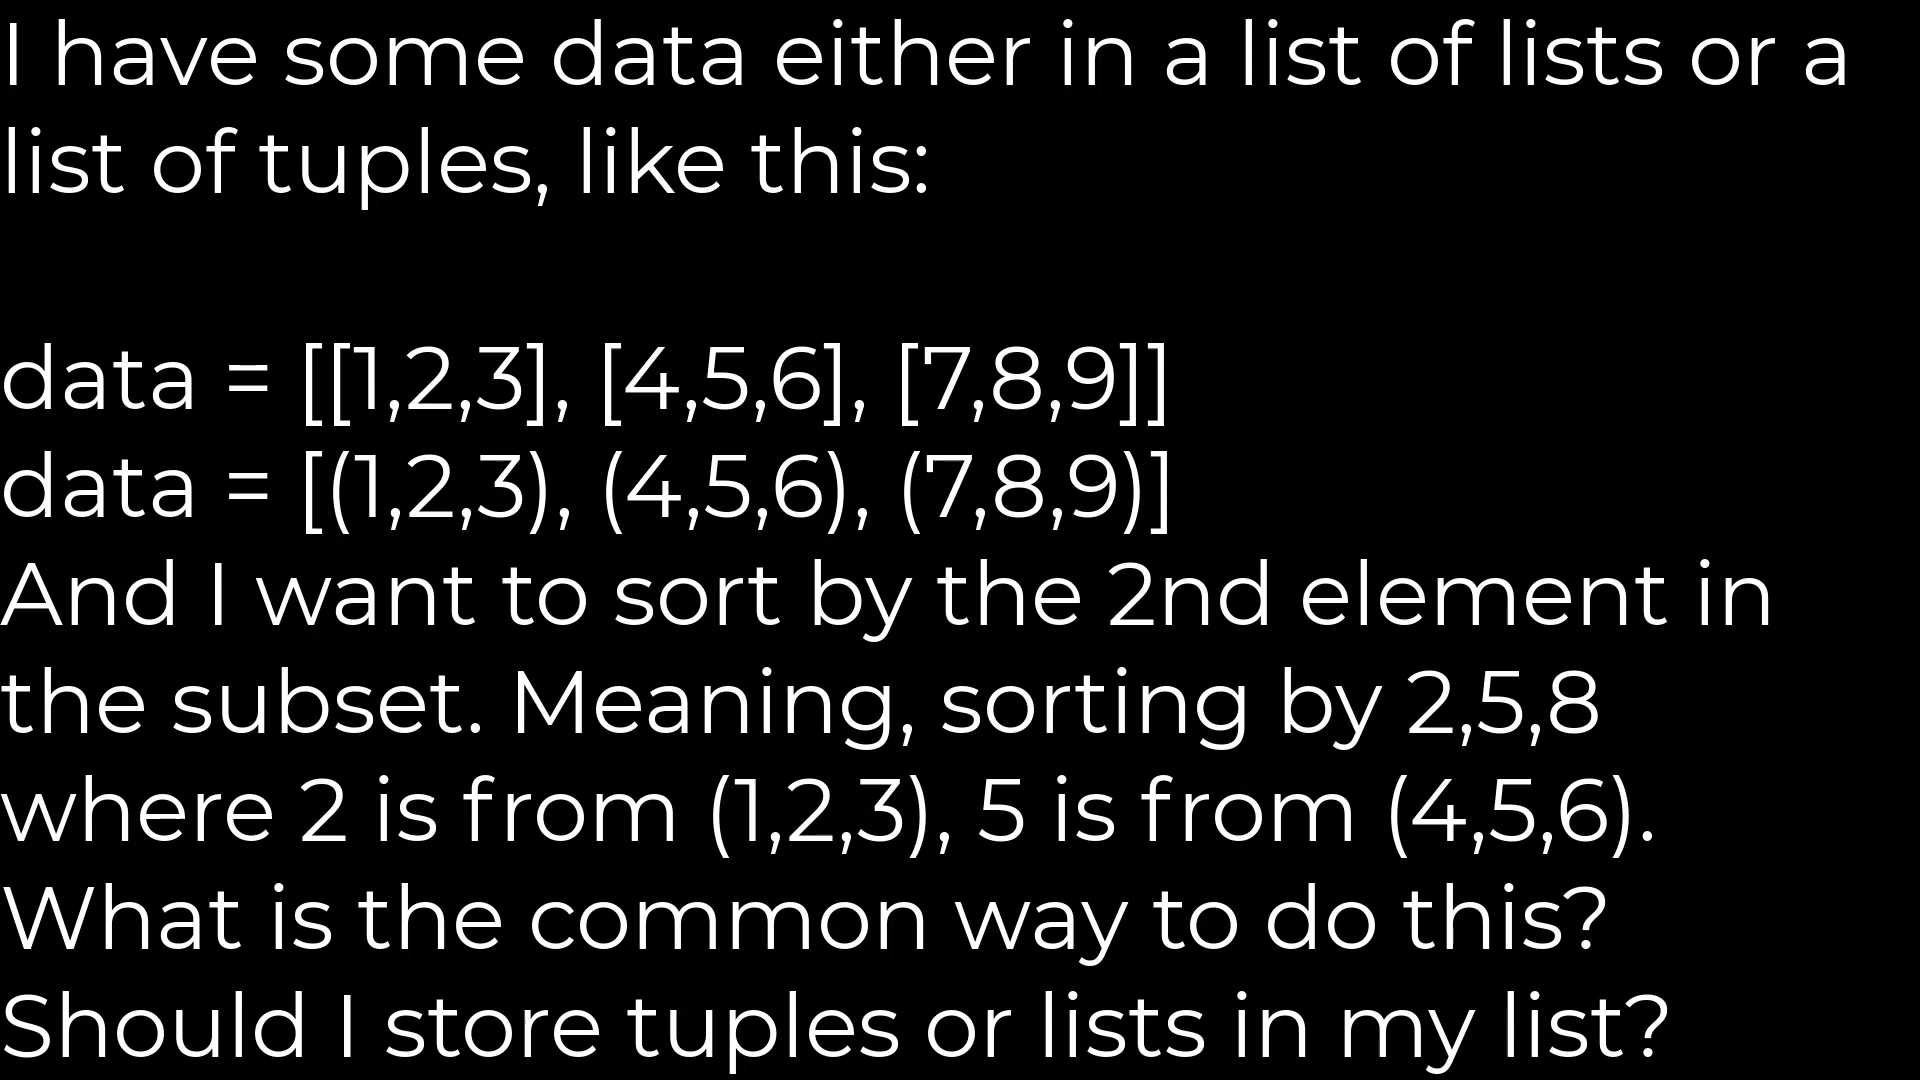 I have some data either in a list of lists or a
list of tuples, like this:
data = [[1,2,3], [4,5,6], [7,8,9]]
data = [(1,2,3), (4,5,6), (7,8,9)]
And I want to sort by the 2nd element in
the subset. Meaning, sorting by 2,5,8
where 2 is from (1,2,3), 5 is from (4,5,6).
What is the common way to do this?
Should I store tuples or lists in my list?